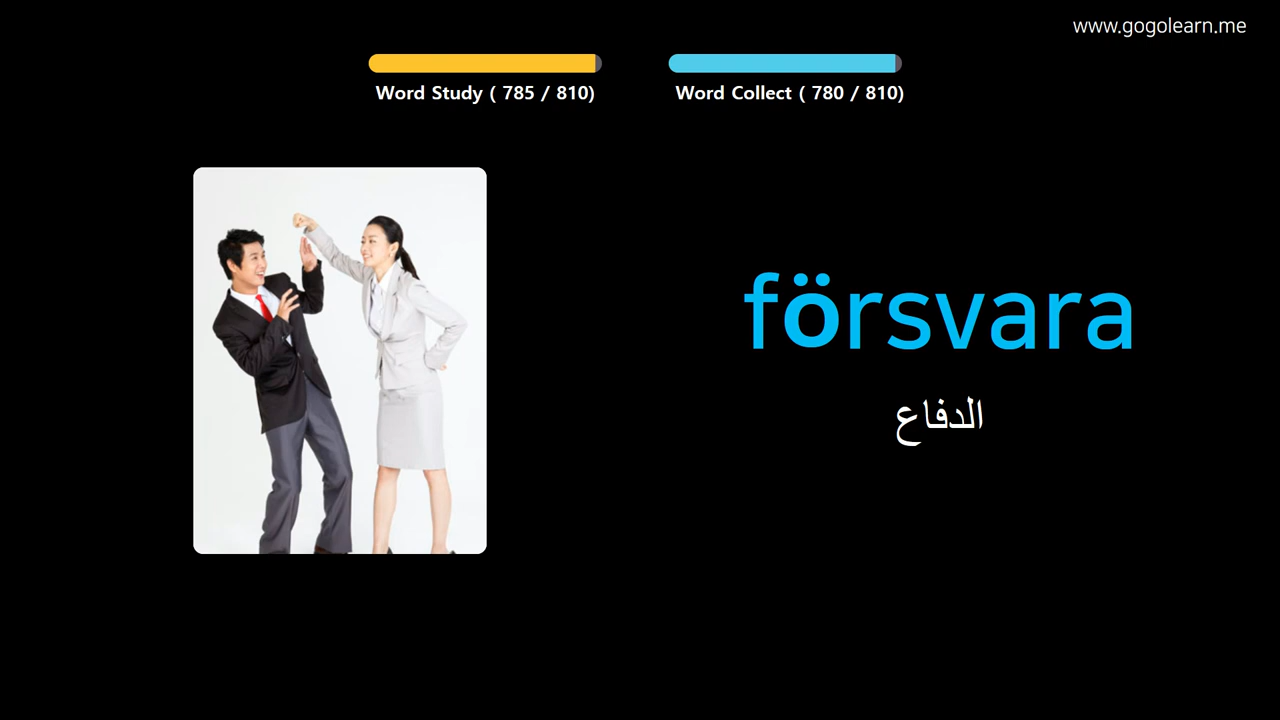 www.gogolearn.me
Word Study ( 785 / 810)
Word Collect ( 780 / 810)
försvara
الدفاع